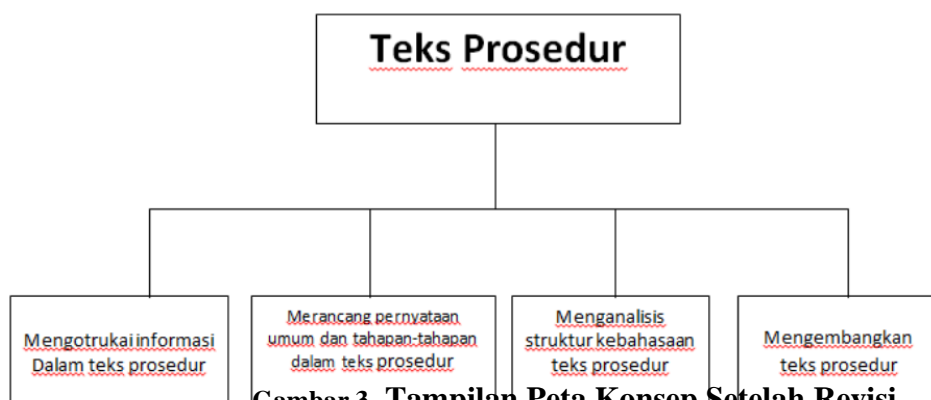 Teks Prosedur
Mengotrukai informasi
Dalam teks prosedur
Merancang pernyataan
umum dan tahapan-tahapan
dalam teks prosedur
Menganalisis
struktur kebahasaan
teks prosedur
Mengembangkan
teks prosedur
Gambar 3. Tampilan Peta Konsep Setelah Revisi